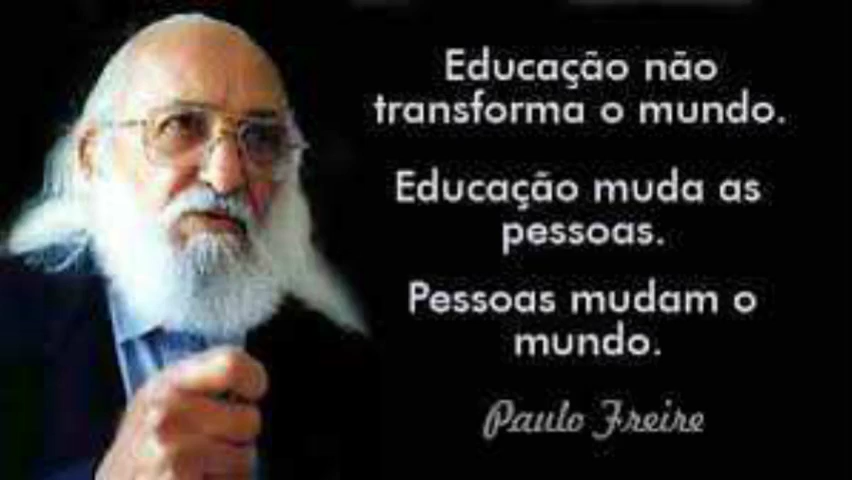 Educação não
transforma o mundo.
Educação muda as
pessoas.
Pessoas mudam o
mundo.
Paulo Freire